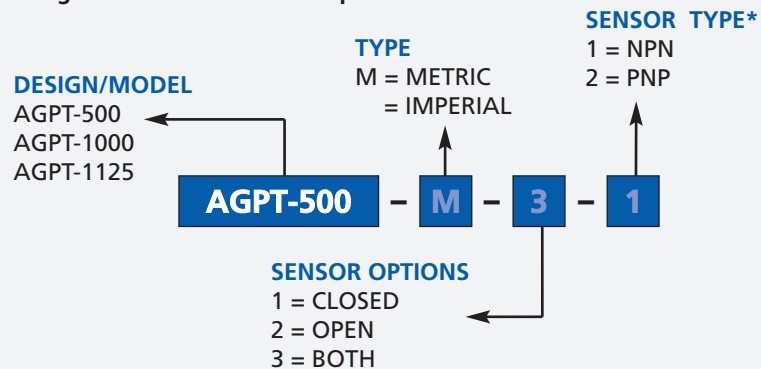 SENSOR TYPE*
1 = NPN
2 = PNP
TYPE
M = METRIC
= IMPERIAL
DESIGN/MODEL
AGPT-500
AGPT-1000
AGPT-1125
AGPT-500 - M - 3 - 1
SENSOR OPTIONS
1 = CLOSED
2 = OPEN
3 = BOTH